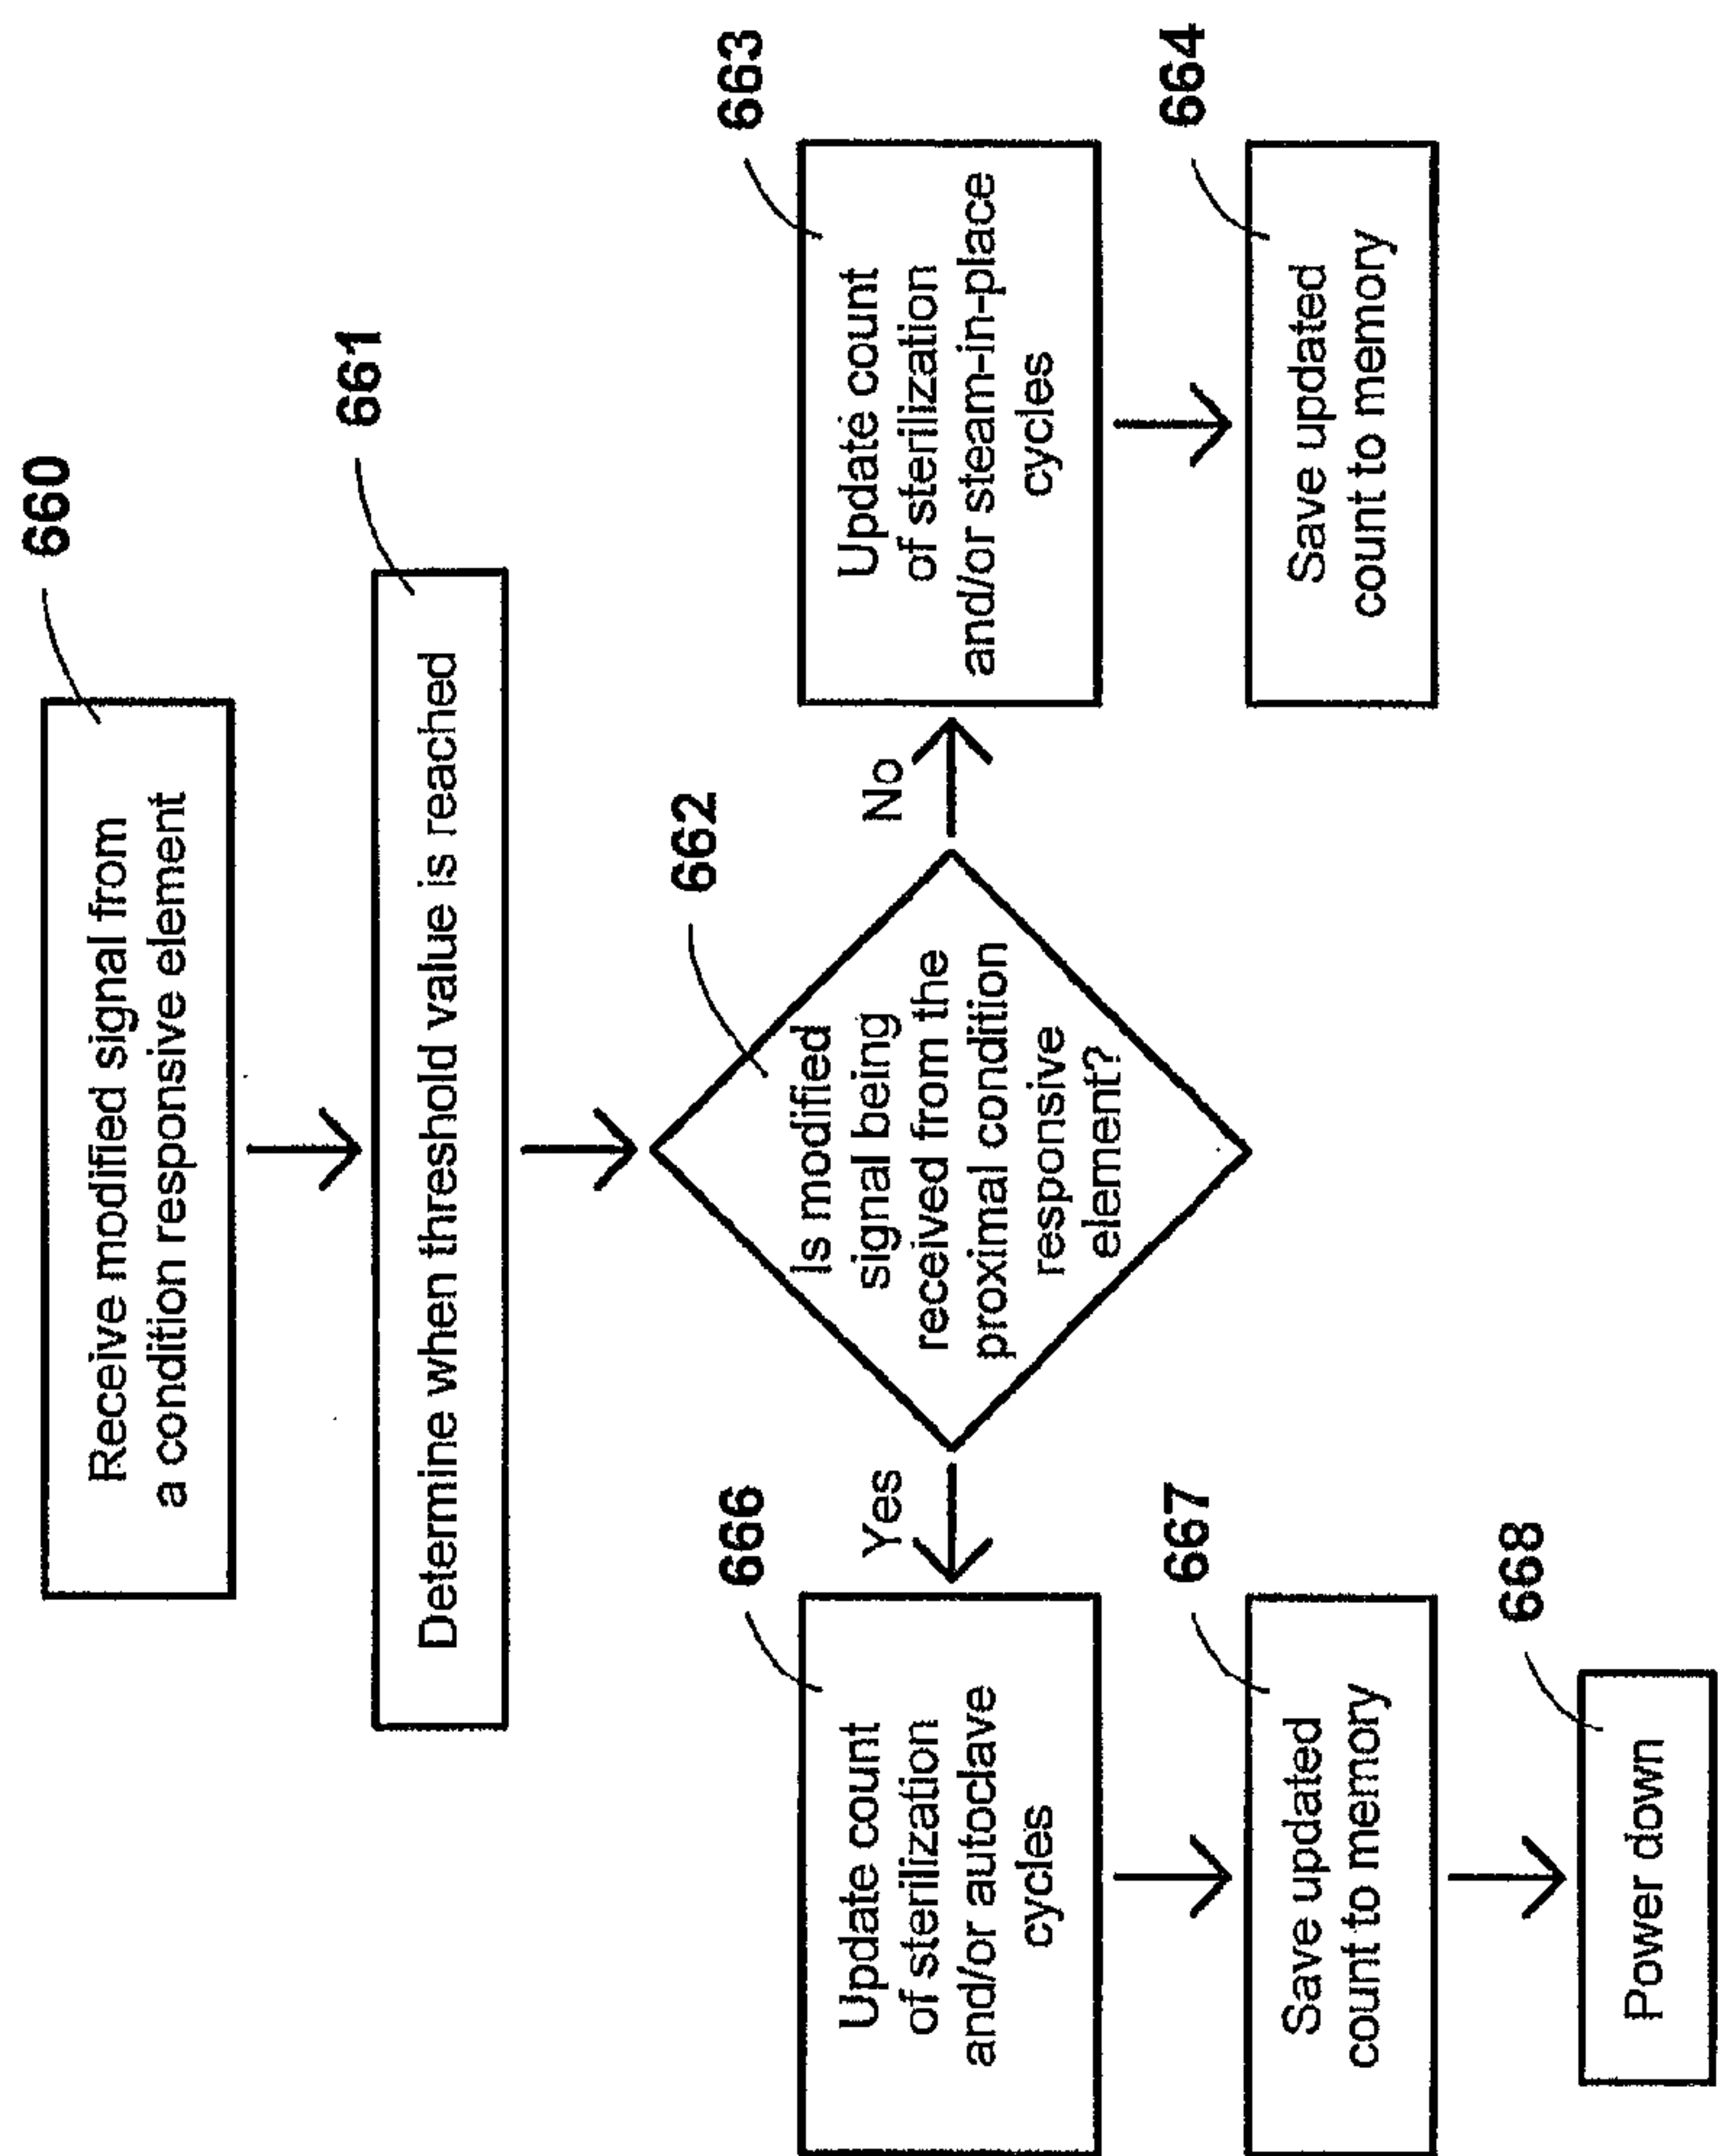 660
Receive modified signal from
a condition responsive element
661
Determine when threshold value is reached
662
Is modified
signal being
received from the
proximal condition
responsive
element?
Yes
No
666
Update count
of sterilization
and/or autoclave
cycles
667
Save updated
count to memory
668
Power down
663
Update count
of sterilization
and/or steam-in-place
cycles
664
Save updated
count to memory